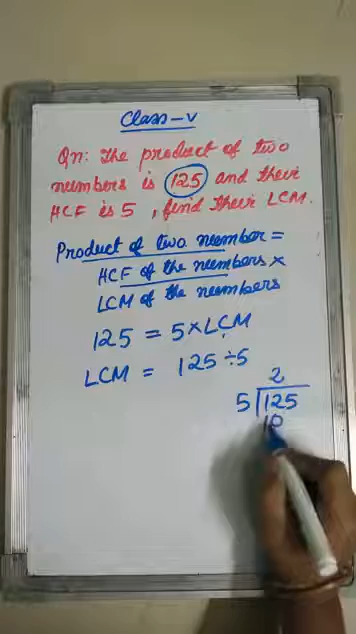 Class-V
Qn: The product of two
numbers is 125 and their
HCF is 5, find their LCM.
Product of two number =
HCF of the numbers ×
LCM of the numbers
125 = 5×LCM
LCM = 125 ÷ 5
2
5 125
10